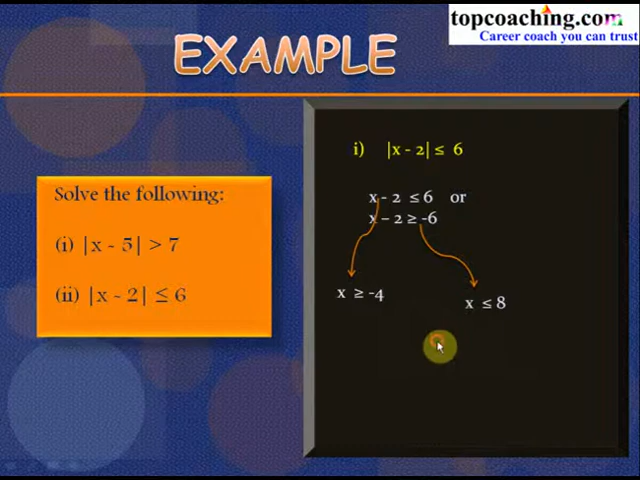 topcoaching.com
Career coach you can trust
EXAMPLE
Solve the following:
(i) |x - 5| > 7
(ii) |x - 2| ≤ 6
i) |x - 2| ≤ 6
x - 2 ≤ 6 or
x – 2 ≥ -6
x ≥ -4
x ≤ 8